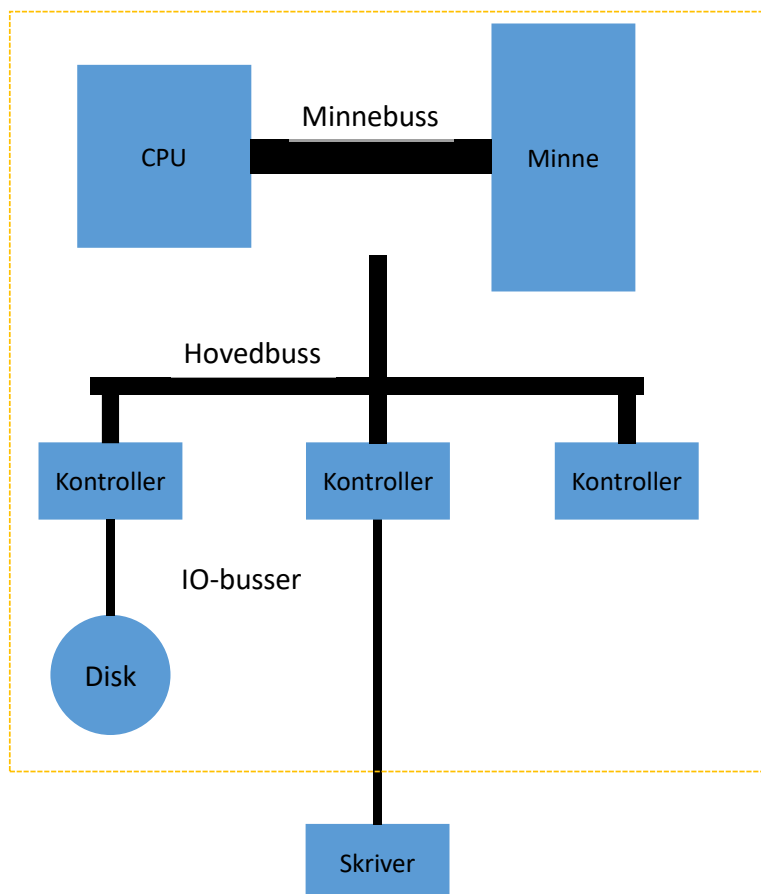 Minnebuss
CPU
Minne
Hovedbuss
Kontroller
Kontroller
Kontroller
IO-busser
Disk
Skriver